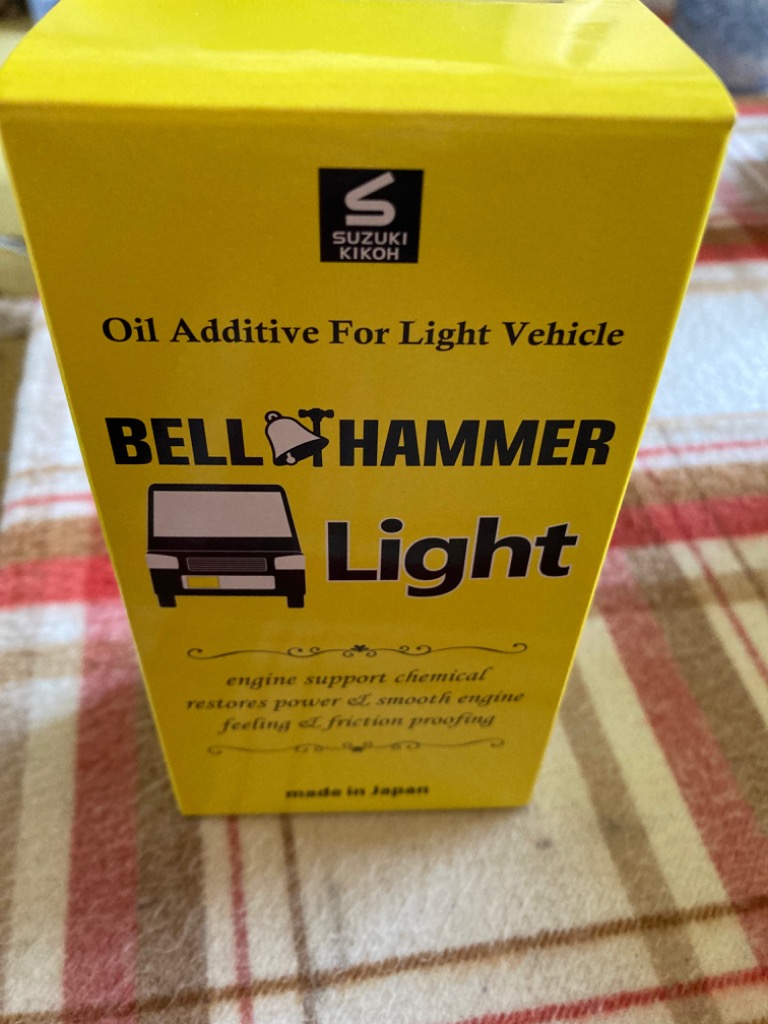 SUZUKI
KIKOH
Oil Additive For Light Vehicle
BELL HAMMER
Light
engine support chemical
restores power & smooth engine
feeling & friction proofing
made in Japan